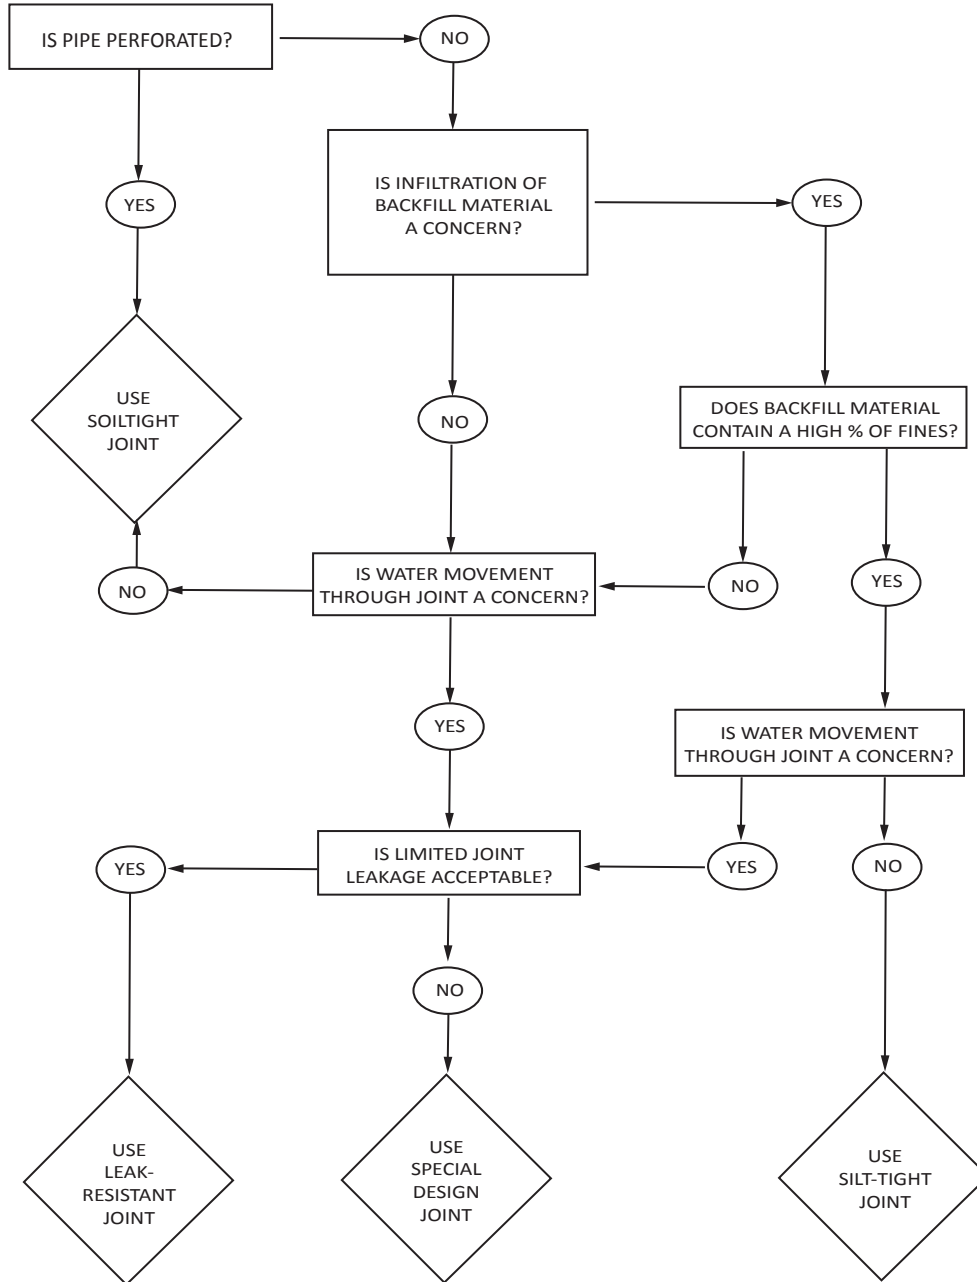 IS PIPE PERFORATED?
NO
IS INFILTRATION OF
BACKFILL MATERIAL
A CONCERN?
YES
YES
USE
SOILTIGHT
JOINT
NO
DOES BACKFILL MATERIAL
CONTAIN A HIGH % OF FINES?
NO
IS WATER MOVEMENT
THROUGH JOINT A CONCERN?
NO
YES
YES
IS WATER MOVEMENT
THROUGH JOINT A CONCERN?
YES
IS LIMITED JOINT
LEAKAGE ACCEPTABLE?
YES
NO
NO
USE
LEAK-
RESISTANT
JOINT
USE
SPECIAL
DESIGN
JOINT
USE
SILT-TIGHT
JOINT